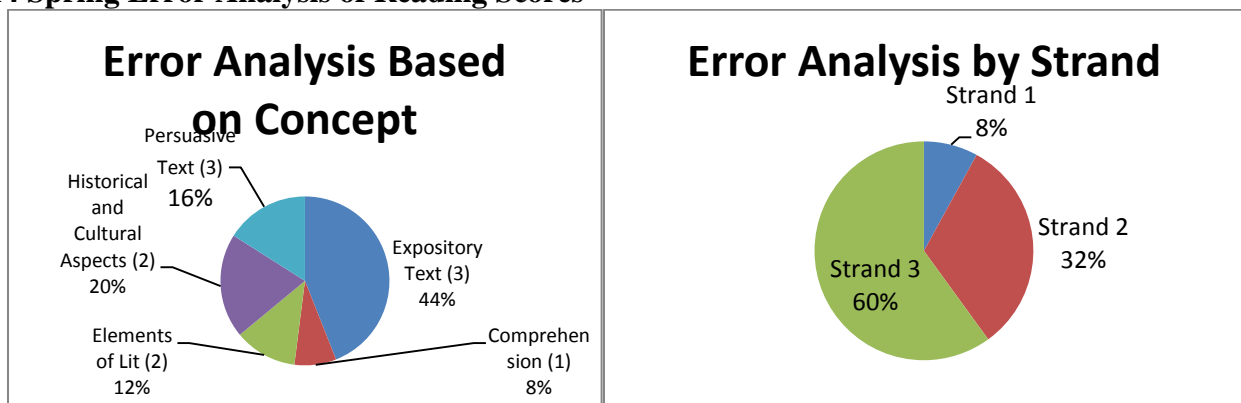 Spring Error Analysis of Reading Scores
Error Analysis Based
on Concept
Persuasive
Text (3)
16%
Historical
and
Cultural
Aspects (2)
20%
Elements
of Lit (2)
12%
Expository
Text (3)
44%
Comprehen
sion (1)
8%
Error Analysis by Strand
Strand 1
8%
Strand 2
32%
Strand 3
60%